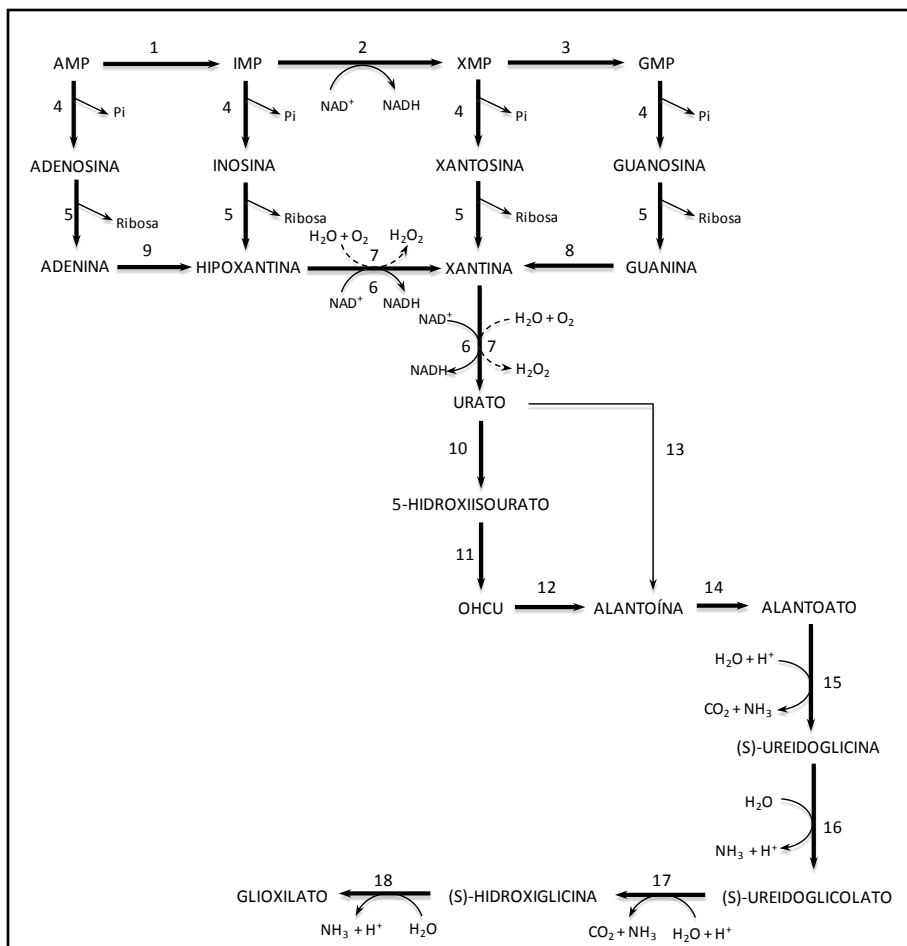 1 2 3
AMP IMP XMP GMP
NAD⁺ NADH
4 Pi 4 Pi 4 Pi 4 Pi
ADENOSINA INOSINA XANTOSINA GUANOSINA
5 Ribosa 5 Ribosa 5 Ribosa 5 Ribosa
H₂O + O₂ H₂O₂
9 7 8
ADENINA HIPOXANTINA XANTINA GUANINA
6
NAD⁺ NADH
NAD⁺ H₂O + O₂
6 7
NADH H₂O₂
URATO
10 13
5-HIDROXIISOURATO
11
12 14
OHCU ALANTOÍNA ALANTOATO
H₂O + H⁺
15
CO₂ + NH₃
(S)-UREIDOGLICINA
H₂O
16
NH₃ + H⁺
18 17
GLIOXILATO (S)-HIDROXIGLICINA (S)-UREIDOGLICOLATO
NH₃ + H⁺ H₂O CO₂ + NH₃ H₂O + H⁺